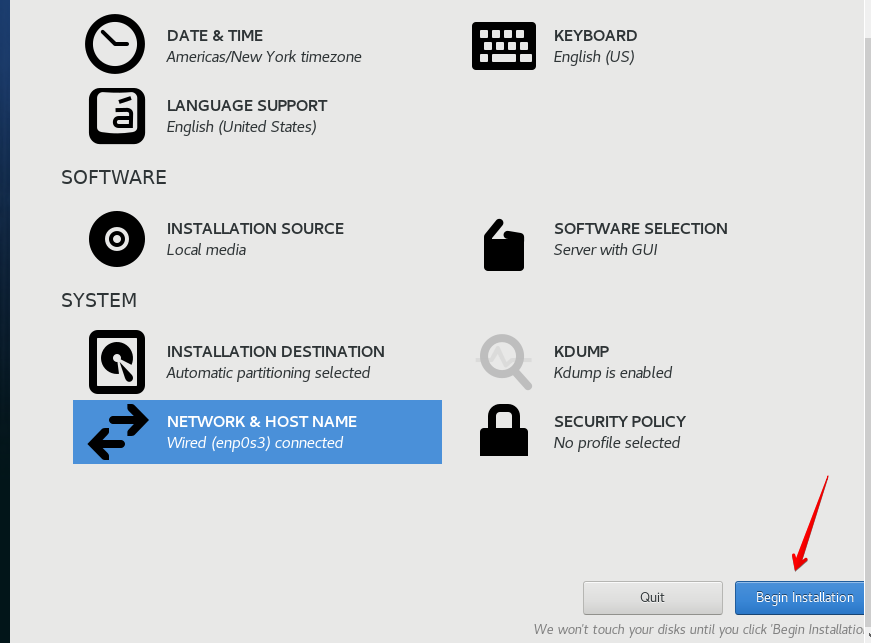 DATE & TIME
Americas/New York timezone
KEYBOARD
English (US)
LANGUAGE SUPPORT
English (United States)
SOFTWARE
INSTALLATION SOURCE
Local media
SOFTWARE SELECTION
Server with GUI
SYSTEM
INSTALLATION DESTINATION
Automatic partitioning selected
KDUMP
Kdump is enabled
NETWORK & HOST NAME
Wired (enp0s3) connected
SECURITY POLICY
No profile selected
Quit
Begin Installation
We won't touch your disks until you click 'Begin Installatio